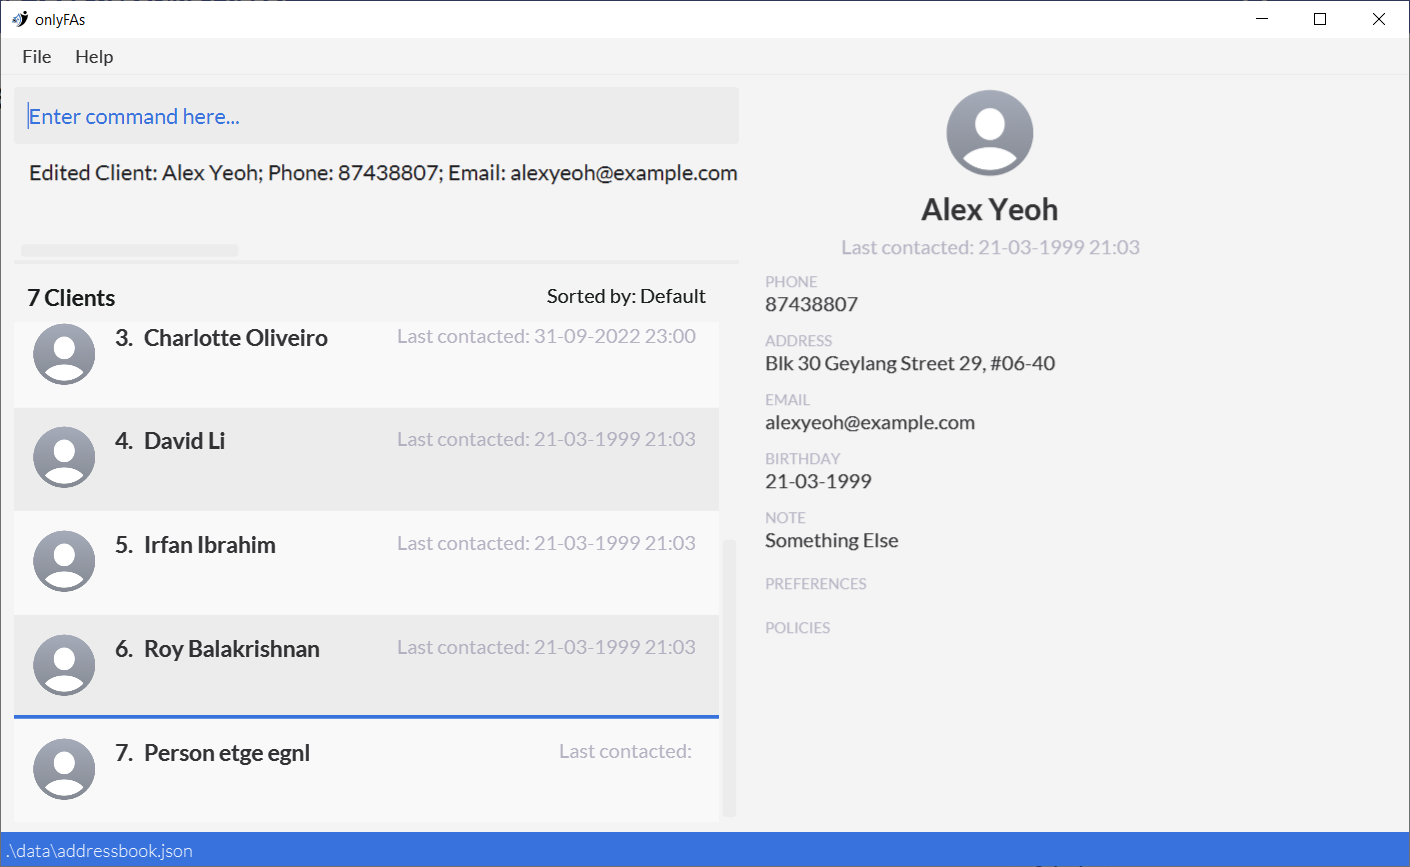 onlyFAs
File Help
Enter command here...
Edited Client: Alex Yeoh; Phone: 87438807; Email: alexyeoh@example.com
7 Clients Sorted by: Default
3. Charlotte Oliveiro Last contacted: 31-09-2022 23:00
4. David Li Last contacted: 21-03-1999 21:03
5. Irfan Ibrahim Last contacted: 21-03-1999 21:03
6. Roy Balakrishnan Last contacted: 21-03-1999 21:03
7. Person etge egnl Last contacted:
Alex Yeoh
Last contacted: 21-03-1999 21:03
PHONE
87438807
ADDRESS
Blk 30 Geylang Street 29, #06-40
EMAIL
alexyeoh@example.com
BIRTHDAY
21-03-1999
NOTE
Something Else
PREFERENCES
POLICIES
.\data\addressbook.json